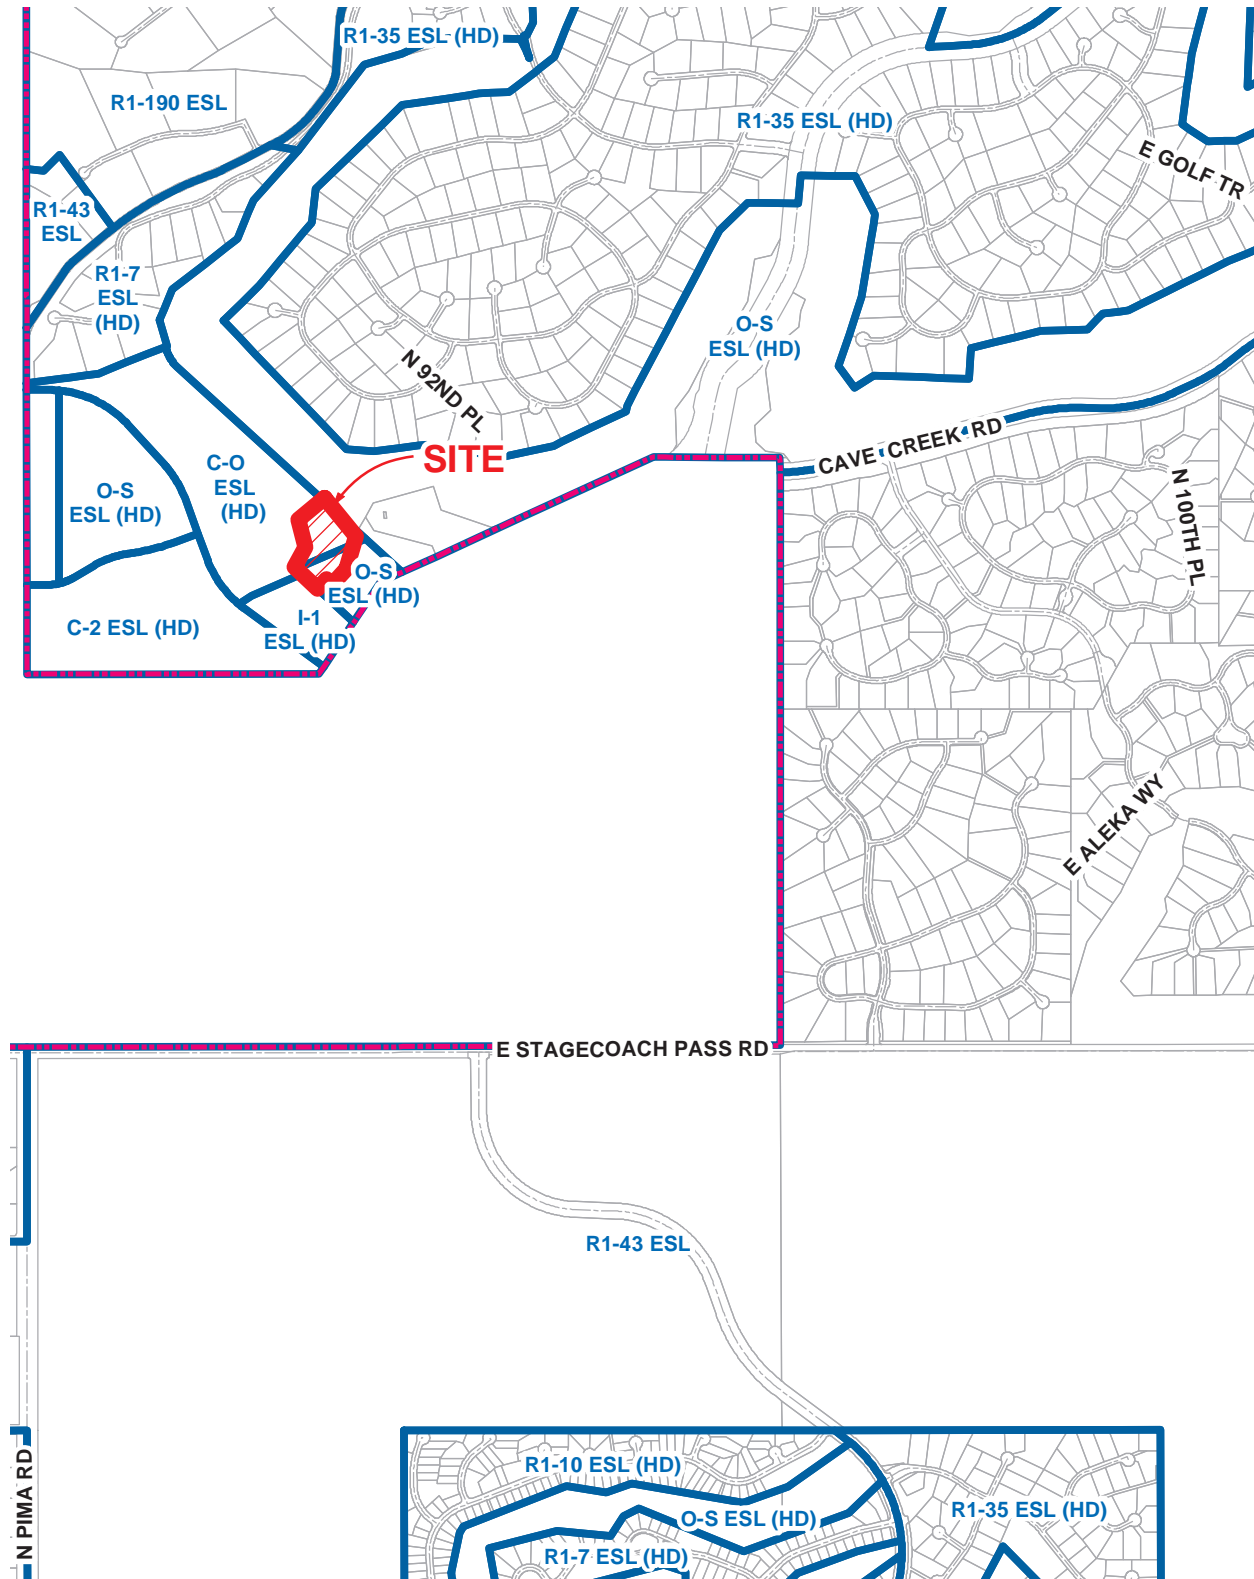 R1-35 ESL (HD)
R1-190 ESL
R1-35 ESL (HD)
E GOLF TR
R1-43
ESL
R1-7
ESL
(HD)
O-S
ESL (HD)
N 92ND PL
CAVE CREEK RD
SITE
C-O
ESL
(HD)
O-S
ESL (HD)
N 100TH PL
O-S
ESL (HD)
I-1
ESL (HD)
C-2 ESL (HD)
E ALEKA WY
E STAGECOACH PASS RD
R1-43 ESL
N PIMA RD
R1-10 ESL (HD)
R1-35 ESL (HD)
O-S ESL (HD)
R1-7 ESL (HD)